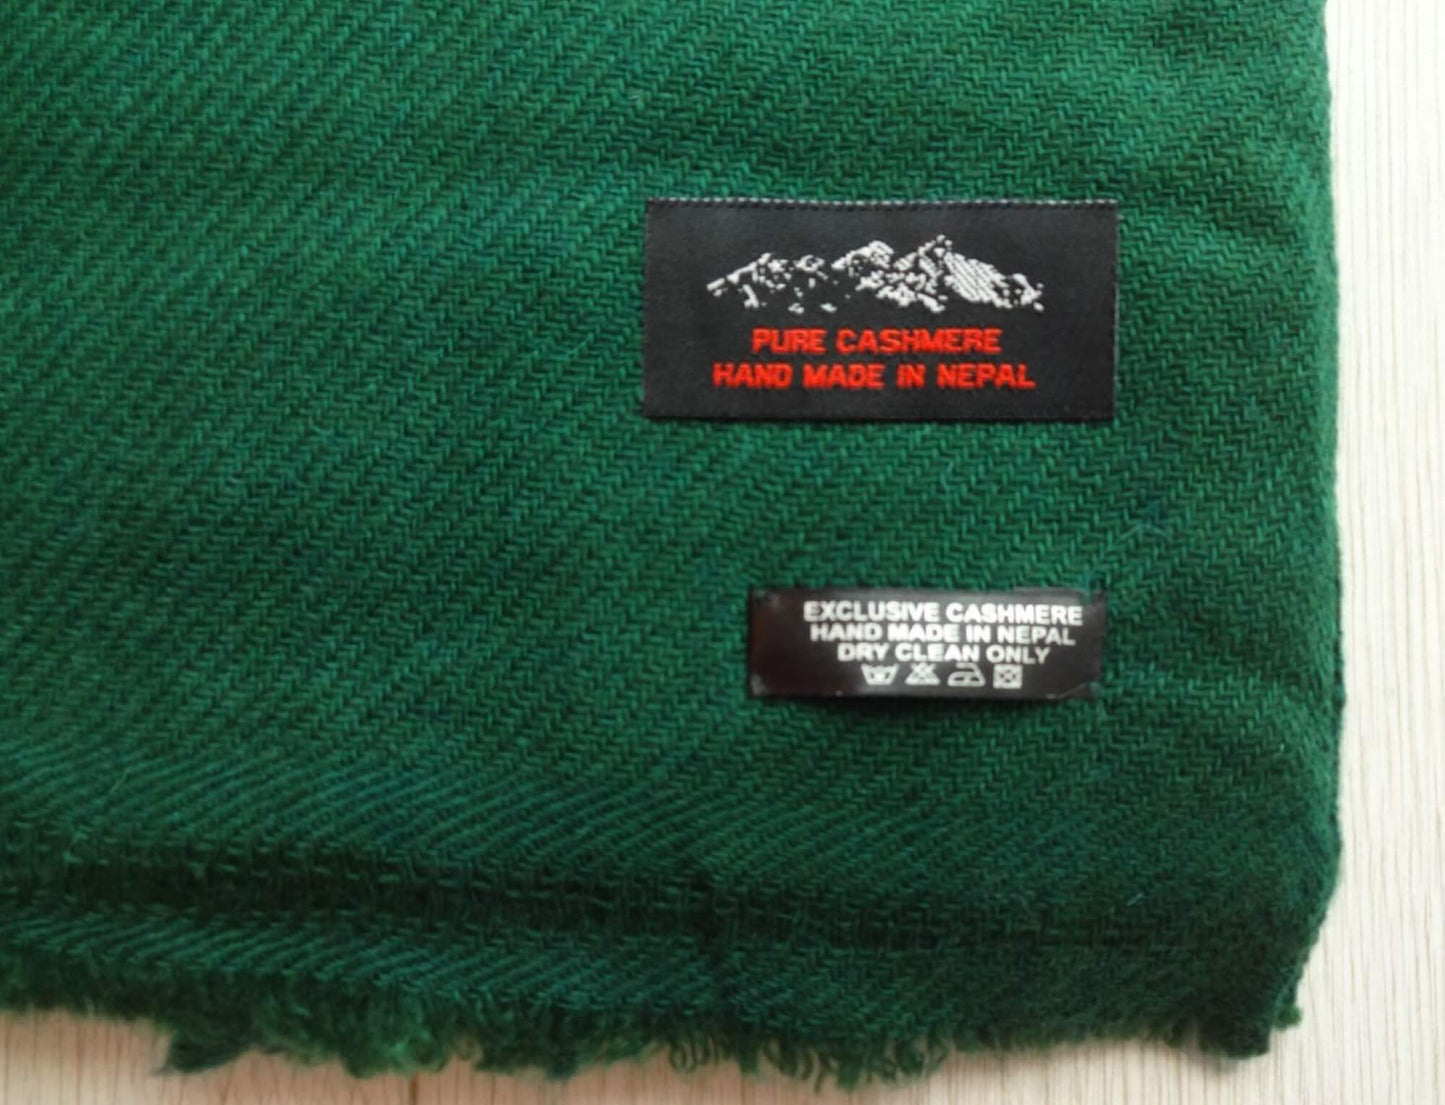 PURE CASHMERE
HAND MADE IN NEPAL
EXCLUSIVE CASHMERE
HAND MADE IN NEPAL
DRY CLEAN ONLY